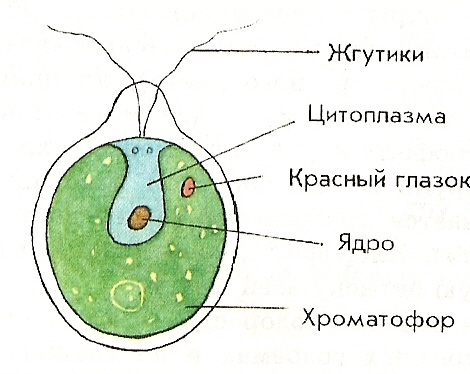 Жгутики
Цитоплазма
Красный глазок
Ядро
Хроматофор